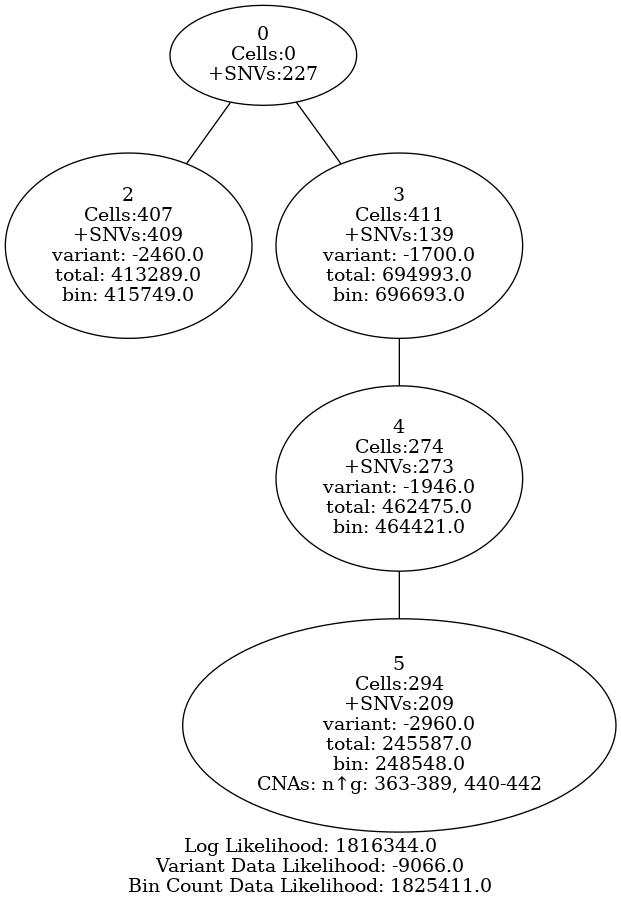 0
Cells:0
+SNVs:227
2
Cells:407
+SNVs:409
variant: -2460.0
total: 413289.0
bin: 415749.0
3
Cells:411
+SNVs:139
variant: -1700.0
total: 694993.0
bin: 696693.0
4
Cells:274
+SNVs:273
variant: -1946.0
total: 462475.0
bin: 464421.0
5
Cells:294
+SNVs:209
variant: -2960.0
total: 245587.0
bin: 248548.0
CNAs: n↑g: 363-389, 440-442
Log Likelihood: 1816344.0
Variant Data Likelihood: -9066.0
Bin Count Data Likelihood: 1825411.0